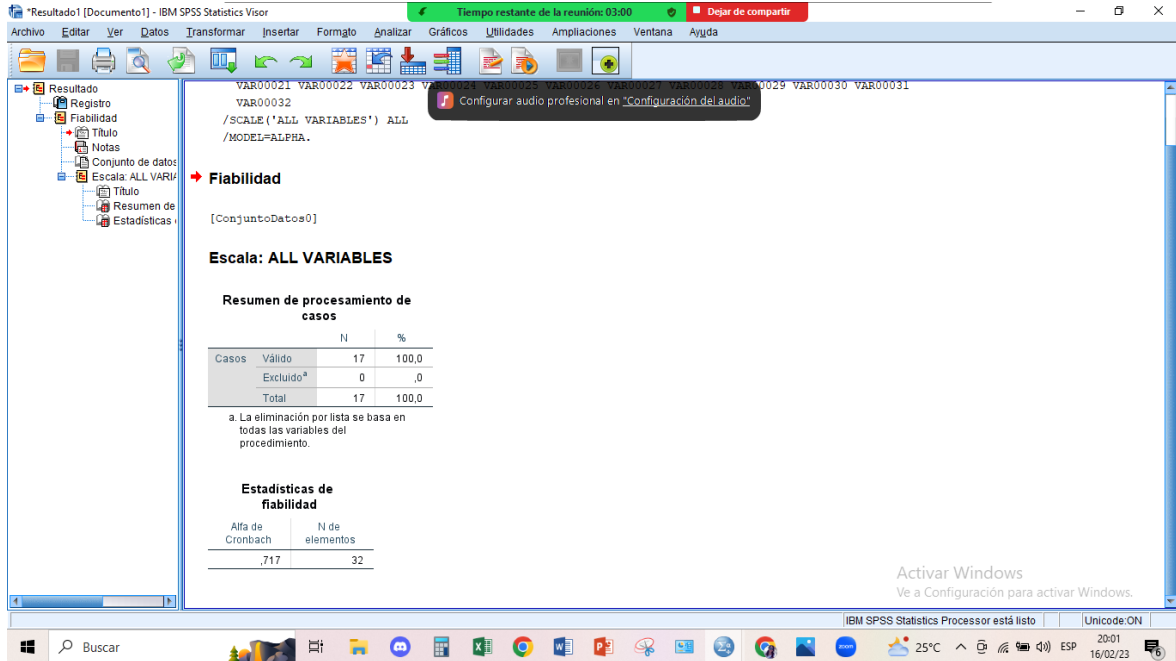 *Resultado1 [Documento1] - IBM SPSS Statistics Visor
Tiempo restante de la reunión: 03:00
Dejar de compartir
Archivo Editar Ver Datos Transformar Insertar Formato Analizar Gráficos Utilidades Ampliaciones Ventana Ayuda
Resultado
Registro
Fiabilidad
Título
Notas
Conjunto de datos
Escala: ALL VARIA
Título
Resumen de
Estadísticas
VAR00021 VAR00022 VAR00023 VAR00024 VAR00025 VAR00026 VAR00027 VAR00028 VAR00029 VAR00030 VAR00031
Configurar audio profesional en "Configuración del audio"
VAR00032
/SCALE('ALL VARIABLES') ALL
/MODEL=ALPHA.
Fiabilidad
[ConjuntoDatos0]
Escala: ALL VARIABLES
Resumen de procesamiento de
casos
N %
Casos Válido 17 100,0
Excluido^a 0 ,0
Total 17 100,0
a. La eliminación por lista se basa en
todas las variables del
procedimiento.
Estadísticas de
fiabilidad
Alfa de N de
Cronbach elementos
,717 32
Activar Windows
Ve a Configuración para activar Windows.
IBM SPSS Statistics Processor está listo
Unicode:ON
Buscar
zoom
25°C
ESP
20:01
16/02/23
6